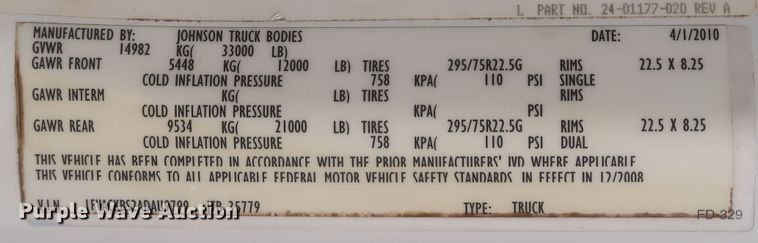 L PART NO. 24-01177-020 REV A
MANUFACTURED BY: JOHNSON TRUCK BODIES DATE: 4/1/2010
GVWR 14982 KG( 33000 LB)
GAWR FRONT 5448 KG( 12000 LB) TIRES 295/75R22.5G RIMS 22.5 X 8.25
COLD INFLATION PRESSURE 758 KPA( 110 PSI SINGLE
GAWR INTERM KG( LB) TIRES RIMS
COLD INFLATION PRESSURE KPA( PSI
GAWR REAR 9534 KG( 21000 LB) TIRES 295/75R22.5G RIMS 22.5 X 8.25
COLD INFLATION PRESSURE 758 KPA( 110 PSI DUAL
THIS VEHICLE HAS BEEN COMPLETED IN ACCORDANCE WITH THE PRIOR MANUFACTURERS' IVD WHERE APPLICABLE
THIS VEHICLE CONFORMS TO ALL APPLICABLE FEDERAL MOTOR VEHICLE SAFETY STANDARDS IN EFFECT IN 12/2008
V.I.N. 35779 TYPE: TRUCK
Purple Wave Auction FD-329